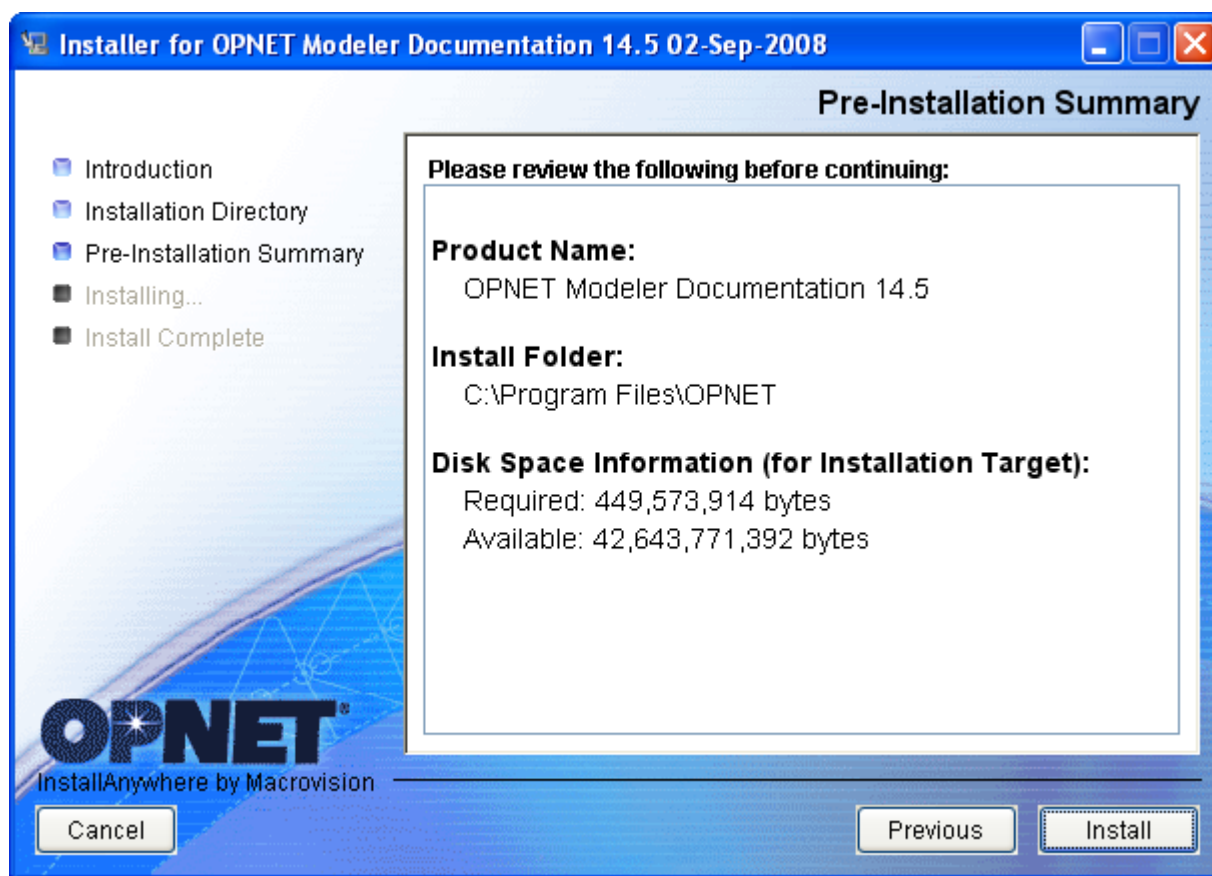 Installer for OPNET Modeler Documentation 14.5 02-Sep-2008
Pre-Installation Summary
Introduction
Installation Directory
Pre-Installation Summary
Installing...
Install Complete
Please review the following before continuing:
Product Name:
OPNET Modeler Documentation 14.5
Install Folder:
C:\Program Files\OPNET
Disk Space Information (for Installation Target):
Required: 449,573,914 bytes
Available: 42,643,771,392 bytes
OPNET®
InstallAnywhere by Macrovision
Cancel
Previous
Install